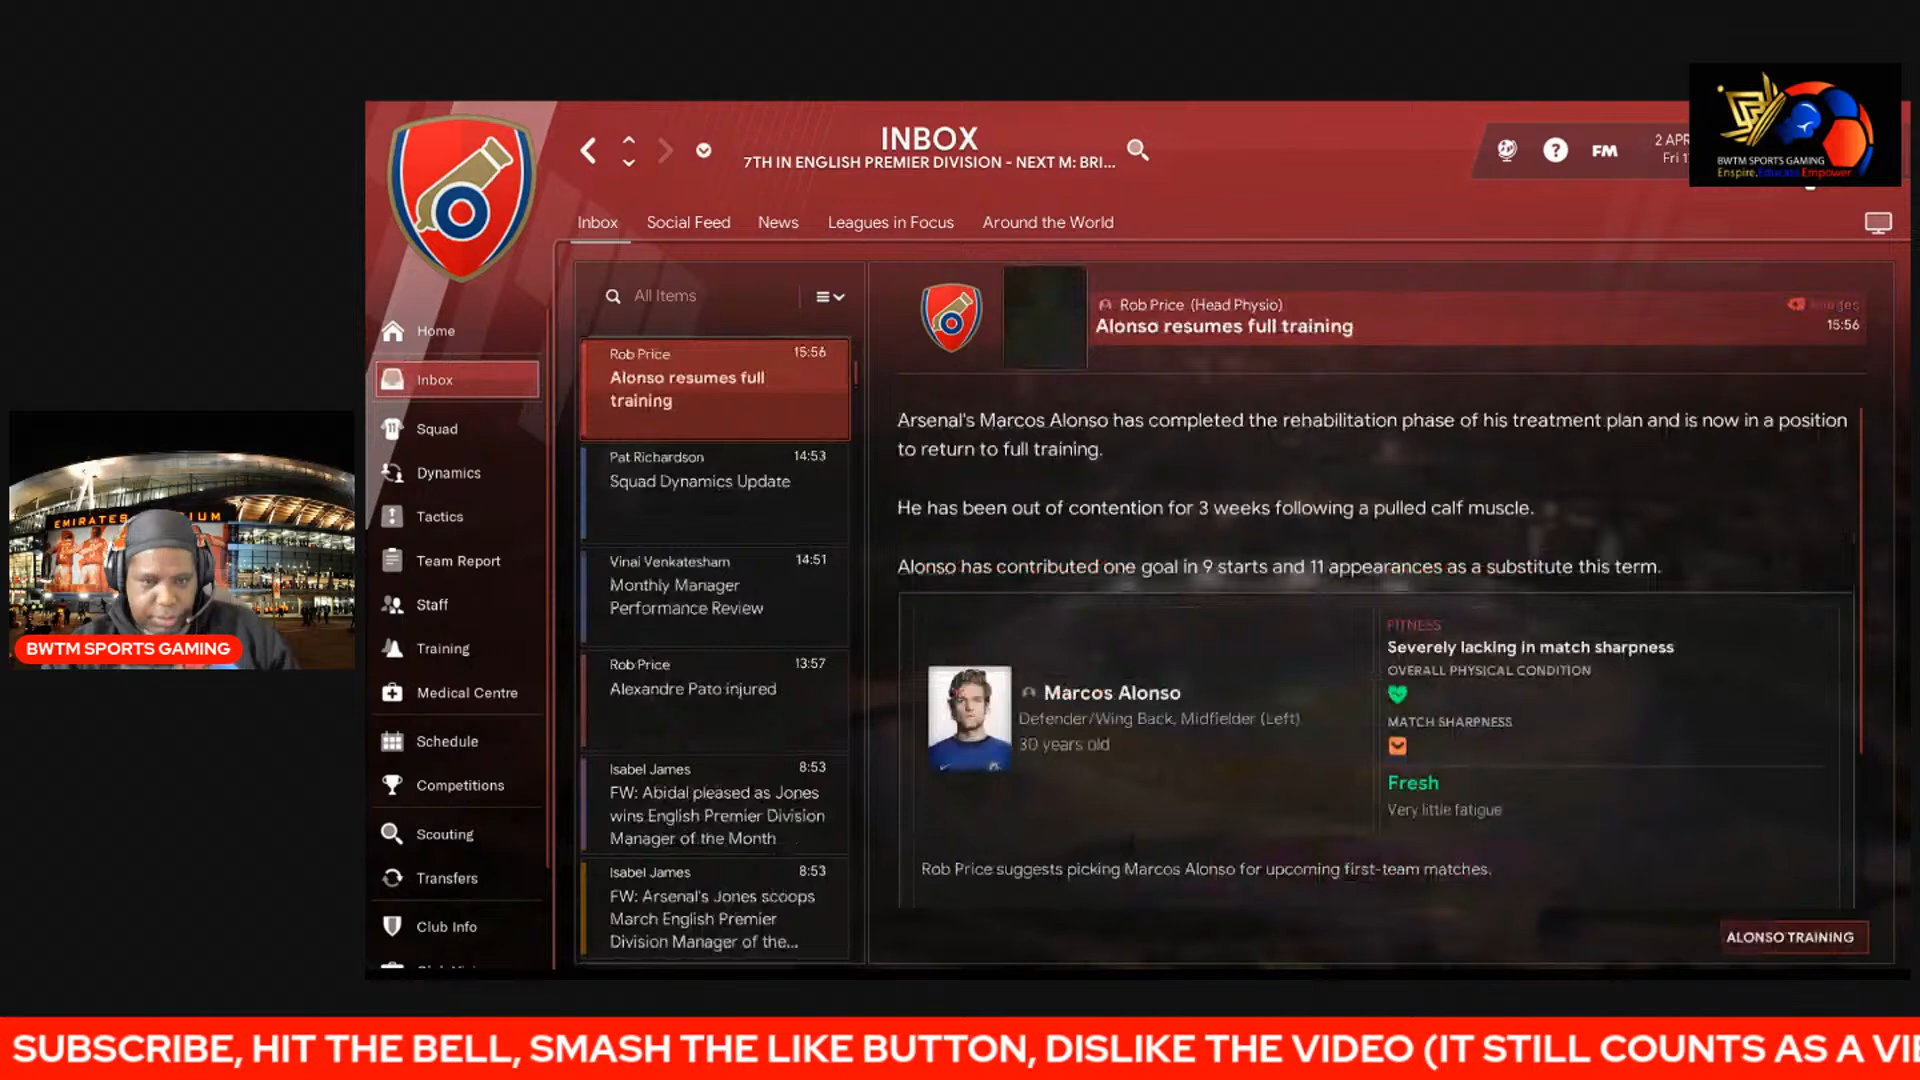 INBOX
7TH IN ENGLISH PREMIER DIVISION - NEXT M: BRI...
FM
2 APR
Fri 1
BWTM SPORTS GAMING
Enspire.Educate.Empower
Inbox
Social Feed
News
Leagues in Focus
Around the World
Home
Inbox
Squad
Dynamics
Tactics
Team Report
Staff
Training
Medical Centre
Schedule
Competitions
Scouting
Transfers
Club Info
All Items
Rob Price 15:56
Alonso resumes full
training
Pat Richardson 14:53
Squad Dynamics Update
Vinai Venkatesham 14:51
Monthly Manager
Performance Review
Rob Price 13:57
Alexandre Pato injured
Isabel James 8:53
FW: Abidal pleased as Jones
wins English Premier Division
Manager of the Month
Isabel James 8:53
FW: Arsenal's Jones scoops
March English Premier
Division Manager of the...
Rob Price (Head Physio)
Alonso resumes full training
15:56
Arsenal's Marcos Alonso has completed the rehabilitation phase of his treatment plan and is now in a position
to return to full training.
He has been out of contention for 3 weeks following a pulled calf muscle.
Alonso has contributed one goal in 9 starts and 11 appearances as a substitute this term.
Marcos Alonso
Defender/Wing Back, Midfielder (Left)
30 years old
FITNESS
Severely lacking in match sharpness
OVERALL PHYSICAL CONDITION
MATCH SHARPNESS
Fresh
Very little fatigue
Rob Price suggests picking Marcos Alonso for upcoming first-team matches.
ALONSO TRAINING
EMIRATES IUM
BWTM SPORTS GAMING
SUBSCRIBE, HIT THE BELL, SMASH THE LIKE BUTTON, DISLIKE THE VIDEO (IT STILL COUNTS AS A VIE